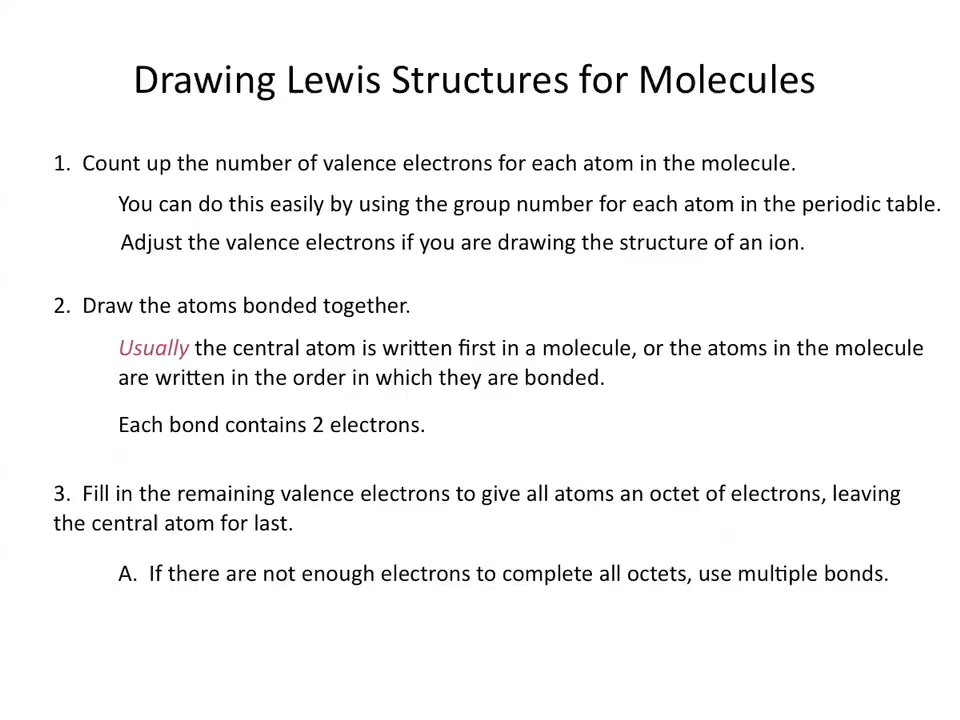 Drawing Lewis Structures for Molecules
1. Count up the number of valence electrons for each atom in the molecule.
You can do this easily by using the group number for each atom in the periodic table.
Adjust the valence electrons if you are drawing the structure of an ion.
2. Draw the atoms bonded together.
Usually the central atom is written first in a molecule, or the atoms in the molecule
are written in the order in which they are bonded.
Each bond contains 2 electrons.
3. Fill in the remaining valence electrons to give all atoms an octet of electrons, leaving
the central atom for last.
A. If there are not enough electrons to complete all octets, use multiple bonds.